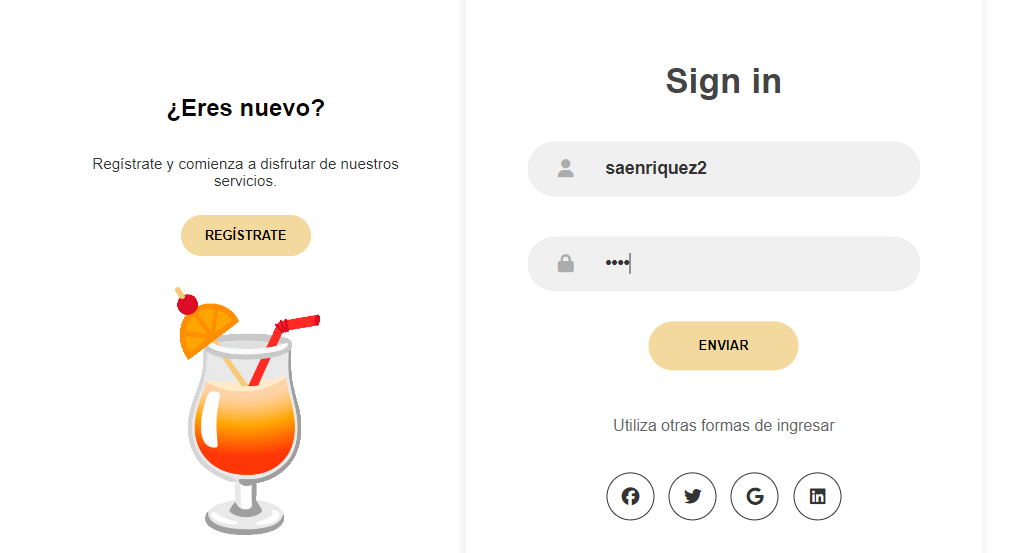 ¿Eres nuevo?
Regístrate y comienza a disfrutar de nuestros
servicios.
REGÍSTRATE
Sign in
saenriquez2
••••
ENVIAR
Utiliza otras formas de ingresar